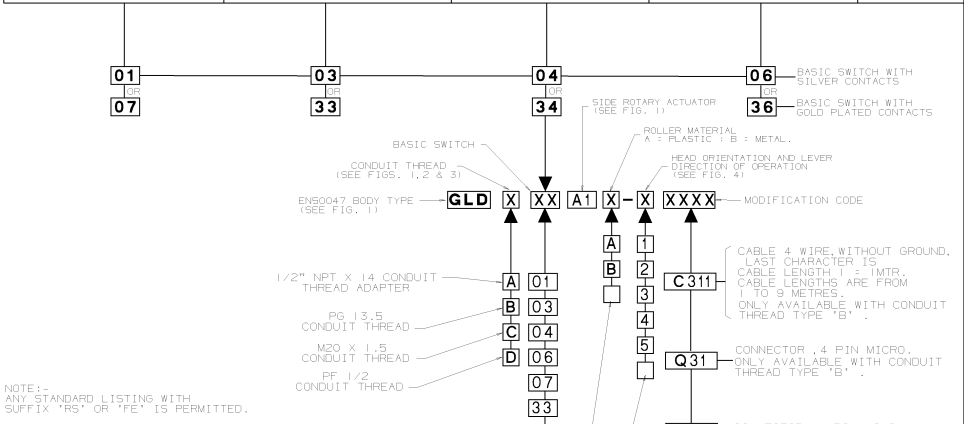 01
03
04
06
BASIC SWITCH WITH
SILVER CONTACTS
OR
OR
OR
OR
07
33
34
36
BASIC SWITCH WITH
GOLD PLATED CONTACTS
SIDE ROTARY ACTUATOR
(SEE FIG. 1)
ROLLER MATERIAL
A = PLASTIC ; B = METAL.
BASIC SWITCH
HEAD ORIENTATION AND LEVER
DIRECTION OF OPERATION
(SEE FIG. 4)
CONDUIT THREAD
(SEE FIGS. 1,2 & 3)
EN50047 BODY TYPE
(SEE FIG. 1)
GLD X XX A1 X - X XXXX
MODIFICATION CODE
A
B
1
2
3
4
5
C311
CABLE 4 WIRE, WITHOUT GROUND,
LAST CHARACTER IS
CABLE LENGTH 1 = 1MTR.
CABLE LENGTHS ARE FROM
1 TO 9 METRES.
ONLY AVAILABLE WITH CONDUIT
THREAD TYPE "B" .
1/2" NPT X 14 CONDUIT
THREAD ADAPTER
A
PG 13.5
CONDUIT THREAD
B
M20 X 1.5
CONDUIT THREAD
C
PF 1/2
CONDUIT THREAD
D
01
03
04
06
07
33
Q31
CONNECTOR , 4 PIN MICRO.
ONLY AVAILABLE WITH CONDUIT
THREAD TYPE "B" .
NOTE:-
ANY STANDARD LISTING WITH
SUFFIX "RS" OR "FE" IS PERMITTED.